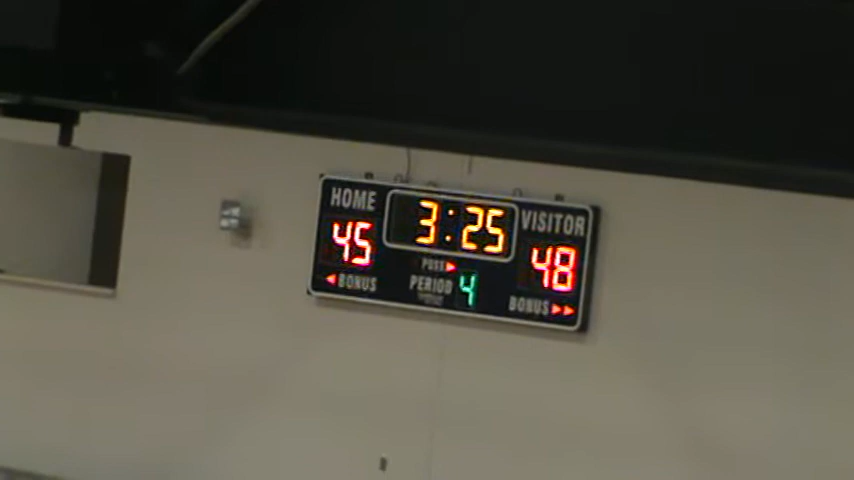 HOME 3:25 VISITOR
45 48
POSS
BONUS PERIOD 4 BONUS